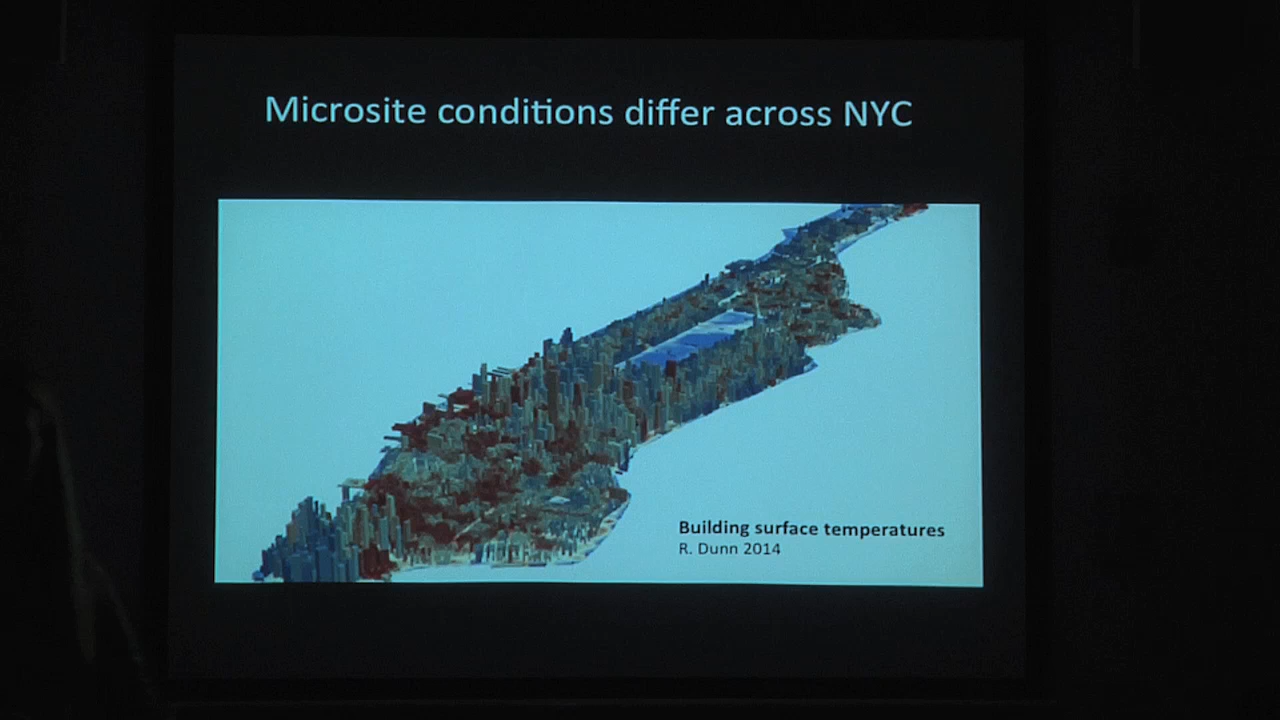 Microsite conditions differ across NYC
Building surface temperatures
R. Dunn 2014